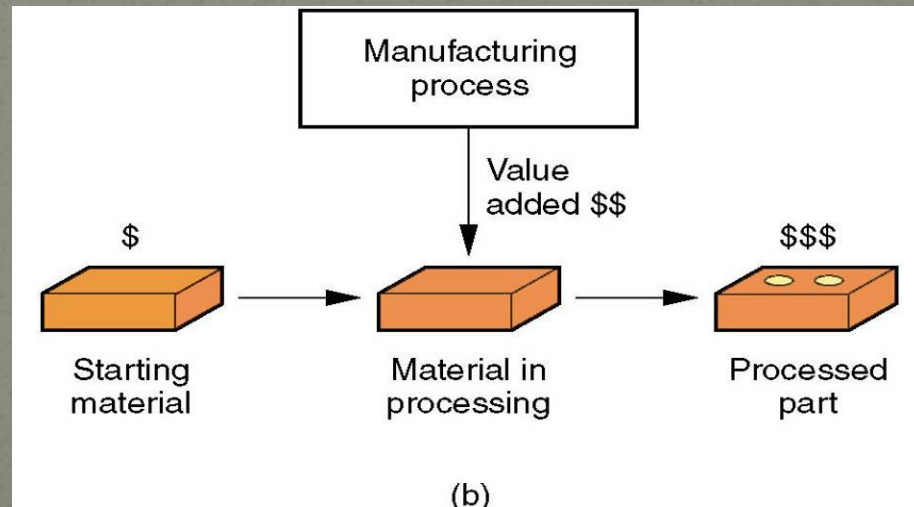 Manufacturing
process
Value
added $$
$
$$$
Starting
material
Material in
processing
Processed
part
(b)